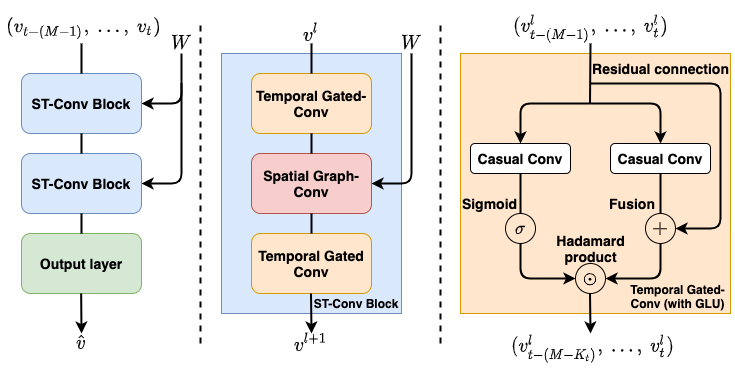 (v_{t-(M-1)}, ..., v_t)
W
ST-Conv Block
ST-Conv Block
Output layer
v̂
v^l
W
Temporal Gated-
Conv
Spatial Graph-
Conv
Temporal Gated
Conv
ST-Conv Block
v^{l+1}
(v^l_{t-(M-1)}, ..., v^l_t)
Residual connection
Casual Conv
Casual Conv
Sigmoid
Fusion
σ
+
Hadamard
product
⊙
Temporal Gated-
Conv (with GLU)
(v^l_{t-(M-K_t)}, ..., v^l_t)